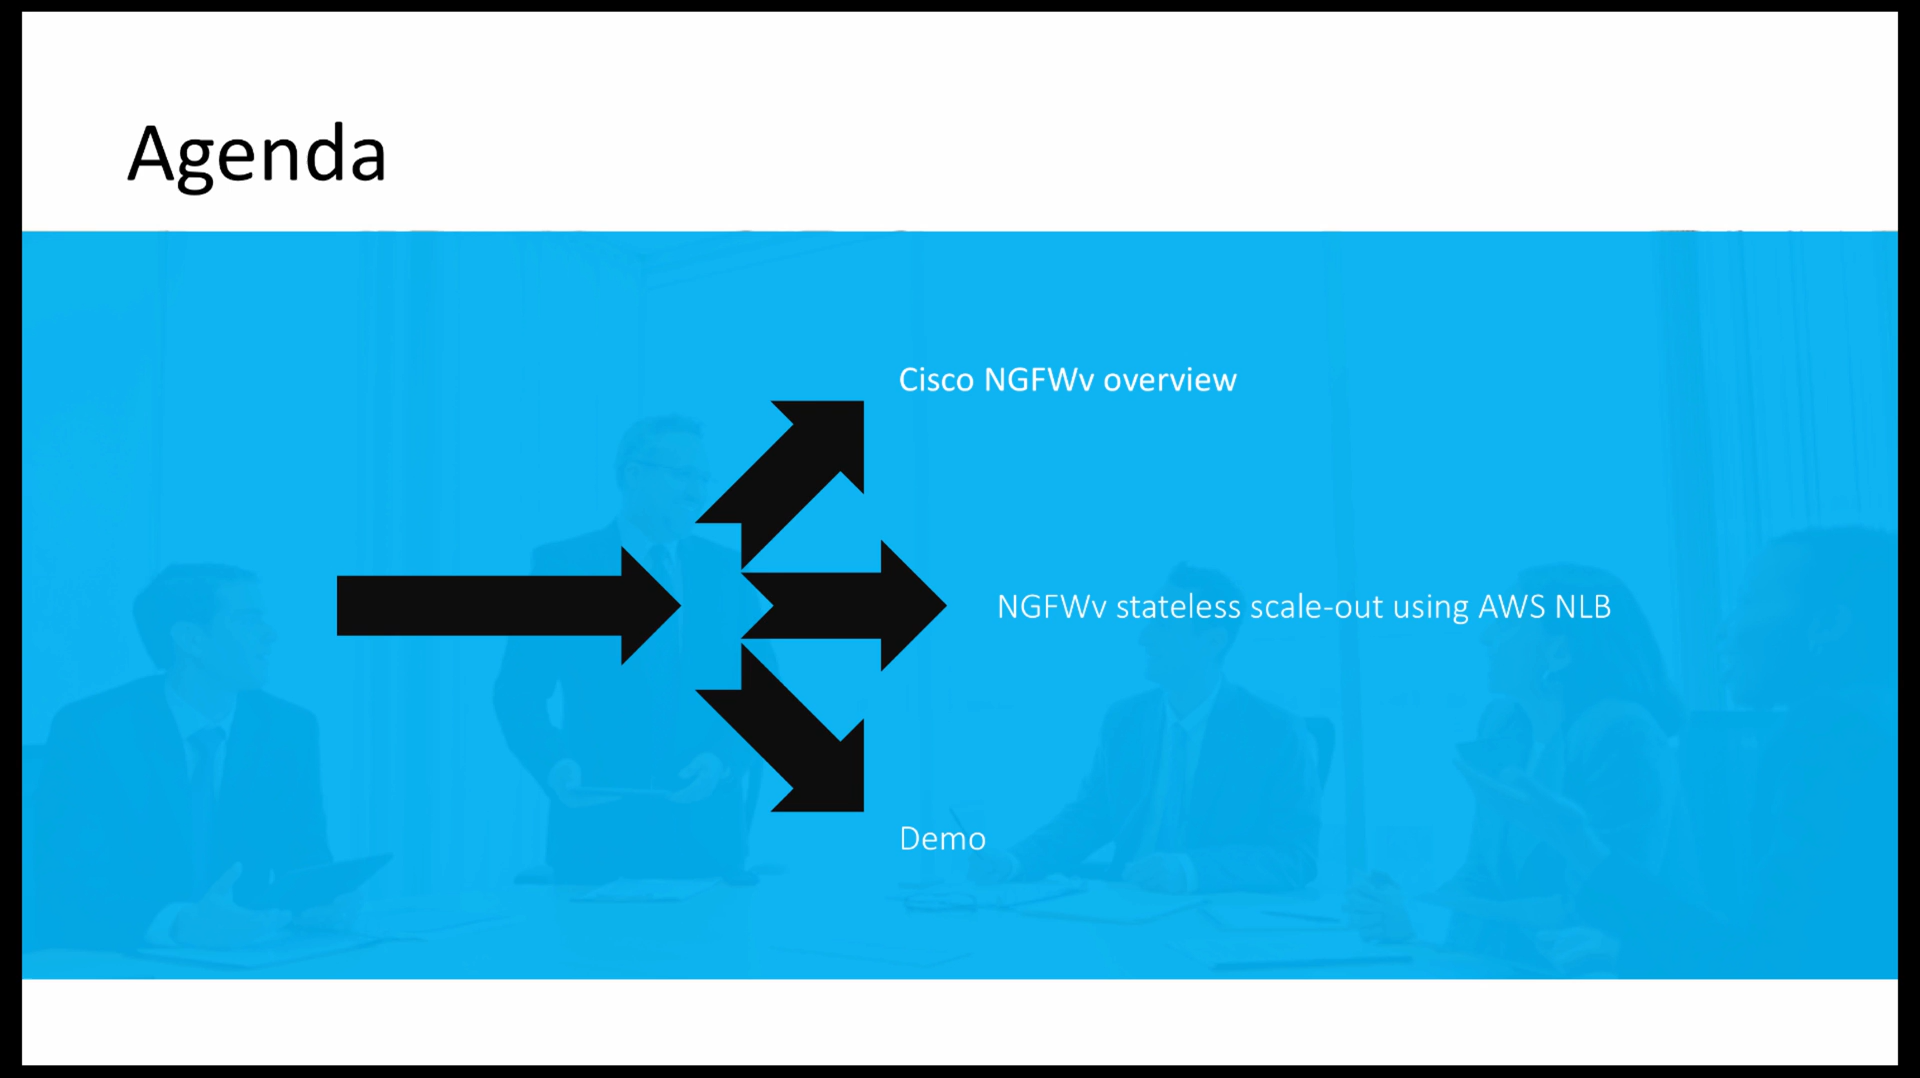 Agenda
Cisco NGFWv overview
NGFWv stateless scale-out using AWS NLB
Demo